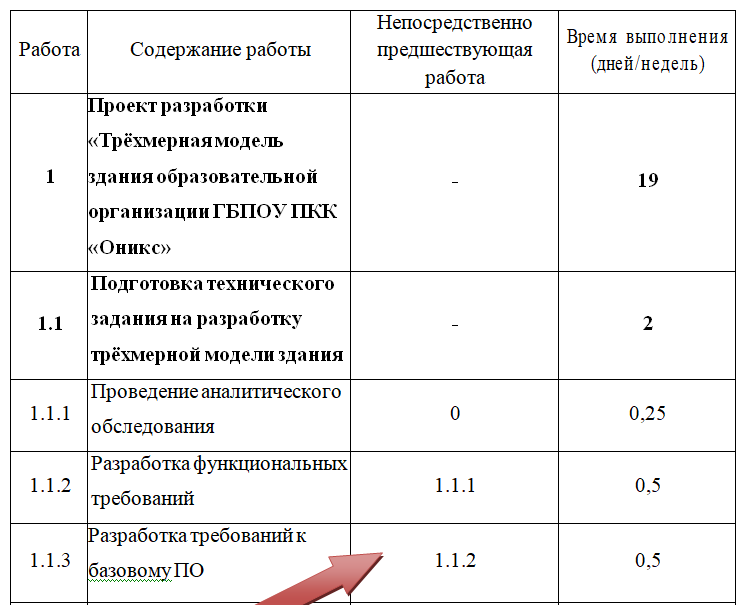 Работа
Содержание работы
Непосредственно
предшествующая
работа
Время выполнения
(дней/недель)
1
Проект разработки
«Трёхмерная модель
здания образовательной
организации ГБПОУ ПКК
«Оникс»
-
19
1.1
Подготовка технического
задания на разработку
трёхмерной модели здания
-
2
1.1.1
Проведение аналитического
обследования
0
0,25
1.1.2
Разработка функциональных
требований
1.1.1
0,5
1.1.3
Разработка требований к
базовому ПО
1.1.2
0,5